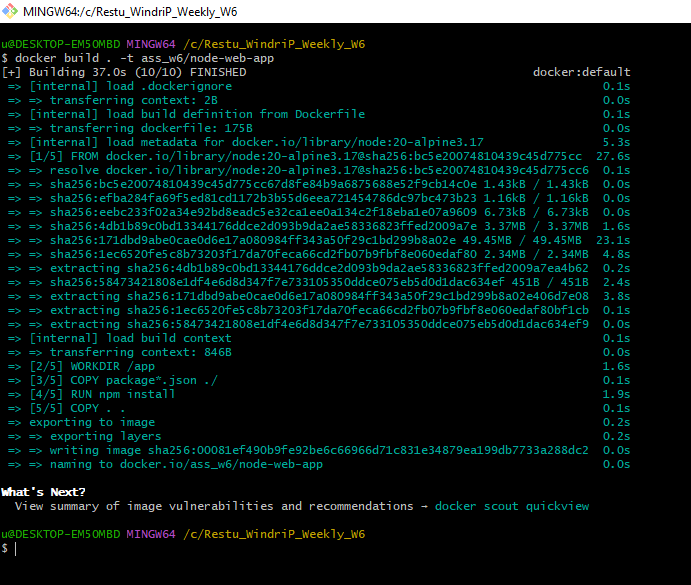 MINGW64:/c/Restu_WindriP_Weekly_W6
u@DESKTOP-EM5OMBD MINGW64 /c/Restu_WindriP_Weekly_W6
$ docker build . -t ass_w6/node-web-app
[+] Building 37.0s (10/10) FINISHED docker:default
=> [internal] load .dockerignore 0.1s
=> => transferring context: 2B 0.0s
=> [internal] load build definition from Dockerfile 0.1s
=> => transferring dockerfile: 175B 0.0s
=> [internal] load metadata for docker.io/library/node:20-alpine3.17 5.3s
=> [1/5] FROM docker.io/library/node:20-alpine3.17@sha256:bc5e20074810439c45d775cc 27.6s
=> => resolve docker.io/library/node:20-alpine3.17@sha256:bc5e20074810439c45d775cc6 0.1s
=> => sha256:bc5e20074810439c45d775cc67d8fe84b9a6875688e52f9cb14c0e 1.43kB / 1.43kB 0.0s
=> => sha256:efba284fa69f5ed81cd1172b3b55d6eea721454786dc97bc473b23 1.16kB / 1.16kB 0.0s
=> => sha256:eebc233f02a34e92bd8eadc5e32ca1ee0a134c2f18eba1e07a9609 6.73kB / 6.73kB 0.0s
=> => sha256:4db1b89c0bd13344176ddce2d093b9da2ae58336823ffed2009a7e 3.37MB / 3.37MB 1.6s
=> => sha256:171dbd9abe0cae0d6e17a080984ff343a50f29c1bd299b8a02e 49.45MB / 49.45MB 23.1s
=> => sha256:1ec6520fe5c8b73203f17da70feca66cd2fb07b9fbf8e060edaf80 2.34MB / 2.34MB 4.8s
=> => extracting sha256:4db1b89c0bd13344176ddce2d093b9da2ae58336823ffed2009a7ea4b62 0.2s
=> => sha256:58473421808e1df4e6d8d347f7e733105350ddce075eb5d0d1dac634ef 451B / 451B 2.4s
=> => extracting sha256:171dbd9abe0cae0d6e17a080984ff343a50f29c1bd299b8a02e406d7e08 3.8s
=> => extracting sha256:1ec6520fe5c8b73203f17da70feca66cd2fb07b9fbf8e060edaf80bf1cb 0.1s
=> => extracting sha256:58473421808e1df4e6d8d347f7e733105350ddce075eb5d0d1dac634ef9 0.0s
=> [internal] load build context 0.1s
=> => transferring context: 846B 0.0s
=> [2/5] WORKDIR /app 1.6s
=> [3/5] COPY package*.json ./ 0.1s
=> [4/5] RUN npm install 1.9s
=> [5/5] COPY . . 0.1s
=> exporting to image 0.2s
=> => exporting layers 0.2s
=> => writing image sha256:00081ef490b9fe92be6c66966d71c831e34879ea199db7733a288dc2 0.0s
=> => naming to docker.io/ass_w6/node-web-app 0.0s
What's Next?
View summary of image vulnerabilities and recommendations → docker scout quickview
u@DESKTOP-EM5OMBD MINGW64 /c/Restu_WindriP_Weekly_W6
$